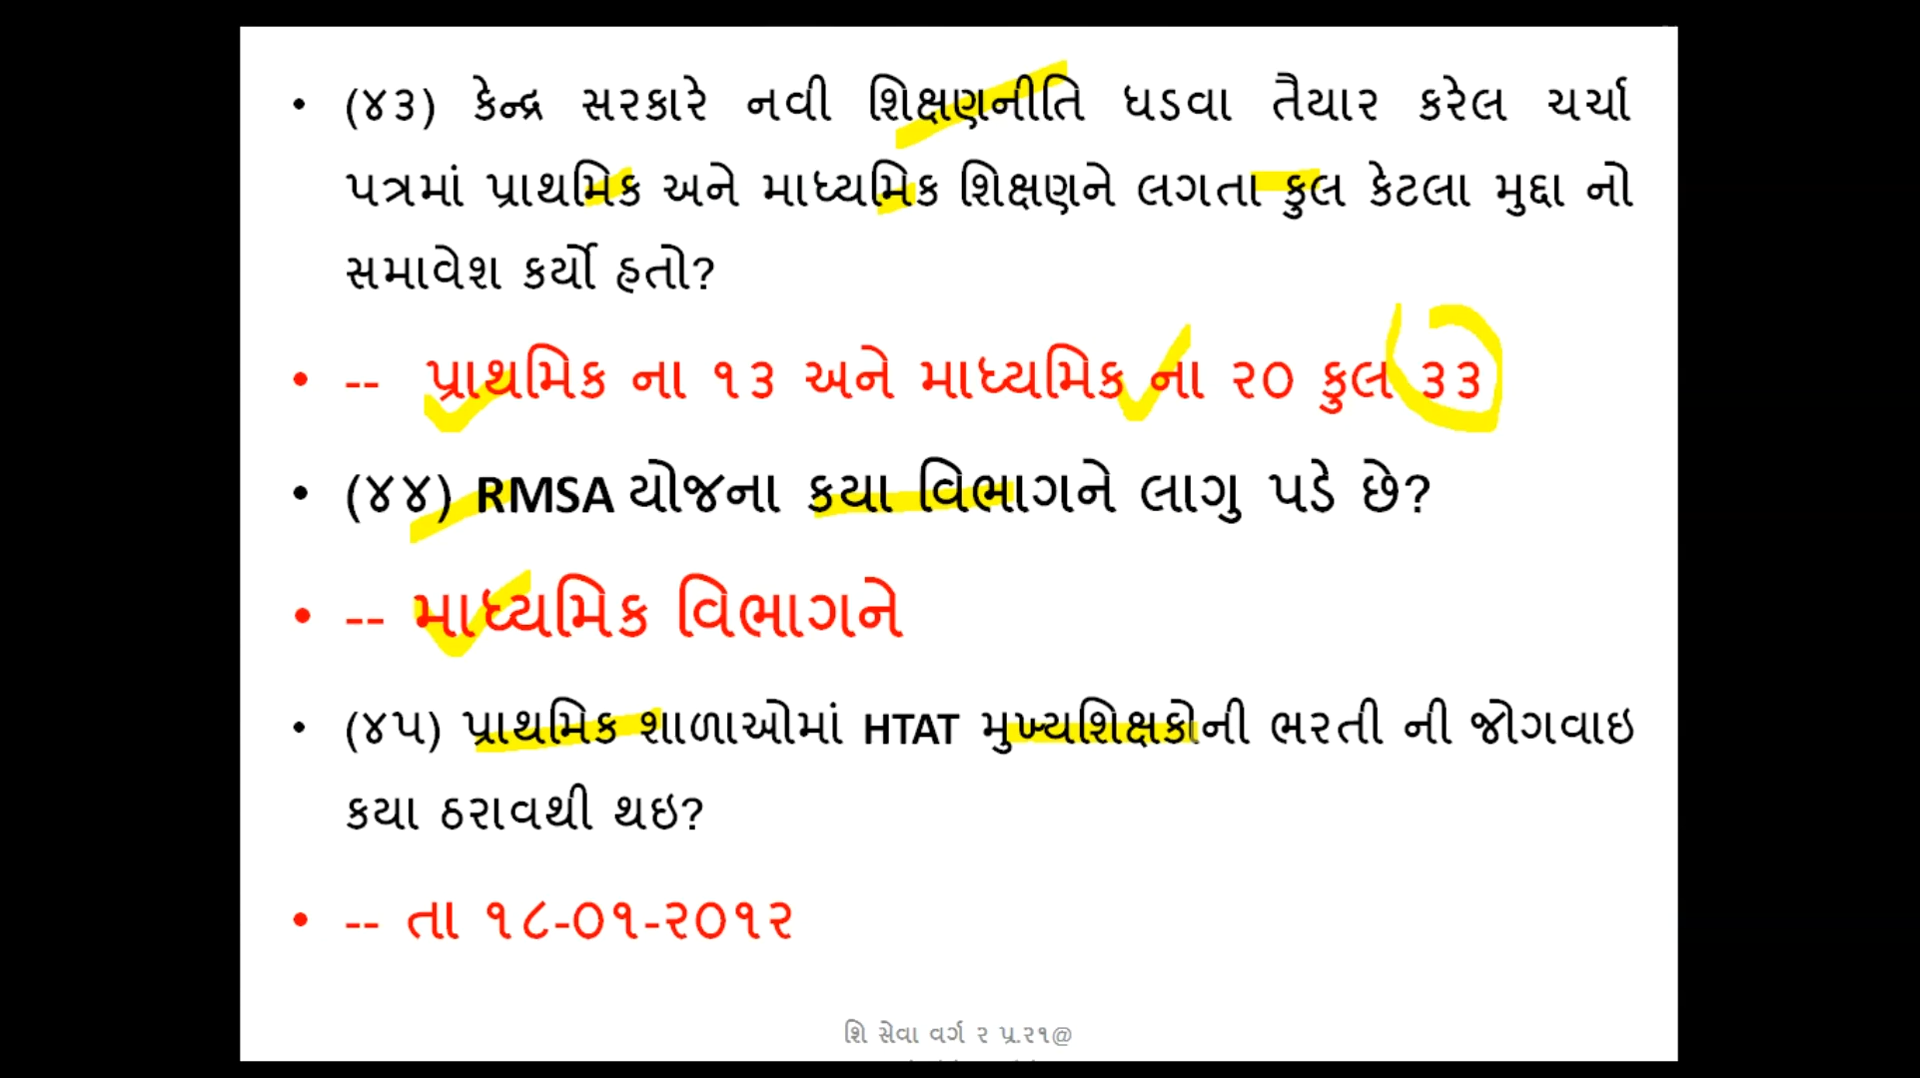 • (૪૩) કેન્દ્ર સરકારે નવી શિક્ષણનીતિ ઘડવા તૈયાર કરેલ ચર્ચા
પત્રમાં પ્રાથમિક અને માધ્યમિક શિક્ષણને લગતા કુલ કેટલા મુદ્દા નો
સમાવેશ કર્યો હતો?
• -- પ્રાથમિક ના ૧૩ અને માધ્યમિક ના ૨૦ કુલ ૩૩
• (૪૪) RMSA યોજના કયા વિભાગને લાગુ પડે છે?
• -- માધ્યમિક વિભાગને
• (૪૫) પ્રાથમિક શાળાઓમાં HTAT મુખ્યશિક્ષકોની ભરતી ની જોગવાઇ
કયા ઠરાવથી થઇ?
• -- તા ૧૮-૦૧-૨૦૧૨
શિ સેવા વર્ગ ૨ પ્ર.૨૧@